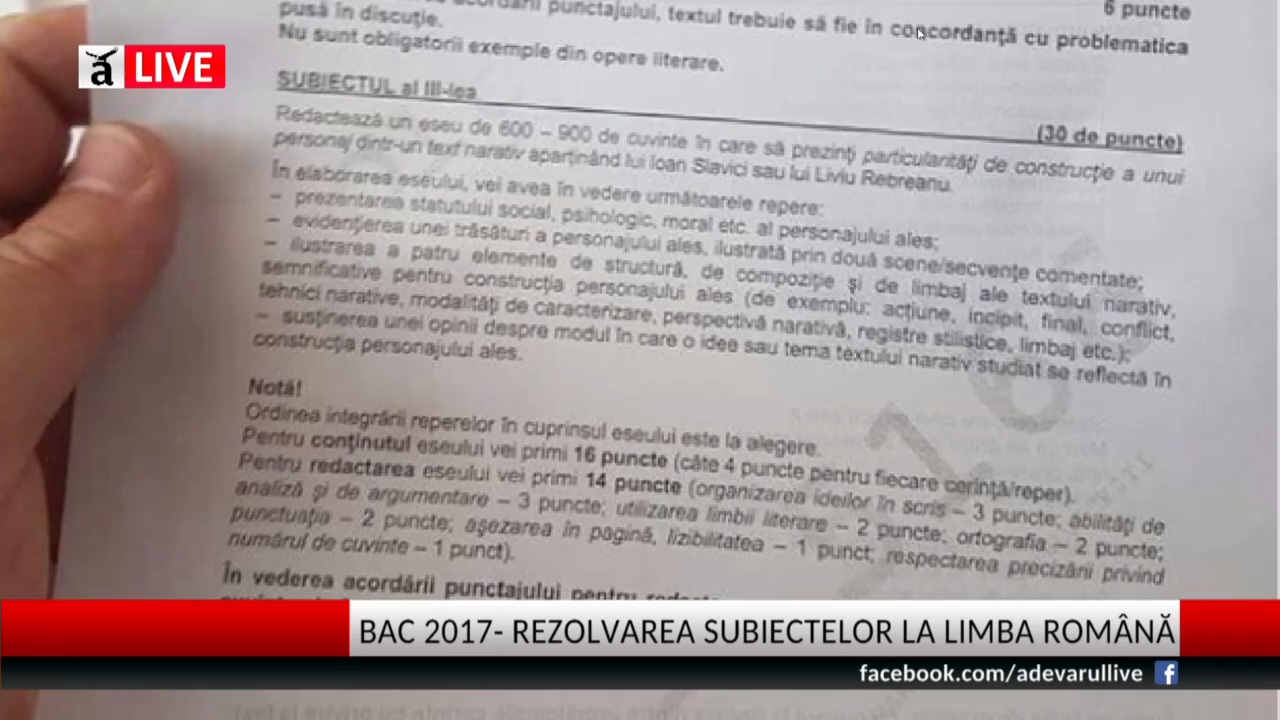 acordării punctajului, textul trebuie să fie în concordanță cu problematica
6 puncte
pusă în discuție.
Nu sunt obligatorii exemple din opere literare.
ă LIVE
SUBIECTUL al III-lea
(30 de puncte)
Redactează un eseu de 600 – 900 de cuvinte în care să prezinți particularități de construcție a unui
personaj dintr-un text narativ aparținând lui Ioan Slavici sau lui Liviu Rebreanu.
În elaborarea eseului, vei avea în vedere următoarele repere:
– prezentarea statutului social, psihologic, moral etc. al personajului ales;
– evidențierea unei trăsături a personajului ales, ilustrată prin două scene/secvențe comentate;
– ilustrarea a patru elemente de structură, de compoziție și de limbaj ale textului narativ,
semnificative pentru construcția personajului ales (de exemplu: acțiune, incipit, final, conflict,
tehnici narative, modalități de caracterizare, perspectivă narativă, registre stilistice, limbaj etc.);
– susținerea unei opinii despre modul în care o idee sau tema textului narativ studiat se reflectă în
construcția personajului ales.
Notă!
Ordinea integrării reperelor în cuprinsul eseului este la alegere.
Pentru conținutul eseului vei primi 16 puncte (câte 4 puncte pentru fiecare cerință/reper).
Pentru redactarea eseului vei primi 14 puncte (organizarea ideilor în scris – 3 puncte; abilități de
analiză și de argumentare – 3 puncte; utilizarea limbii literare – 2 puncte; ortografia – 2 puncte;
punctuația – 2 puncte; așezarea în pagină, lizibilitatea – 1 punct; respectarea precizării privind
numărul de cuvinte – 1 punct).
În vederea acordării punctajului pentru
BAC 2017- REZOLVAREA SUBIECTELOR LA LIMBA ROMÂNĂ
facebook.com/adevarullive f